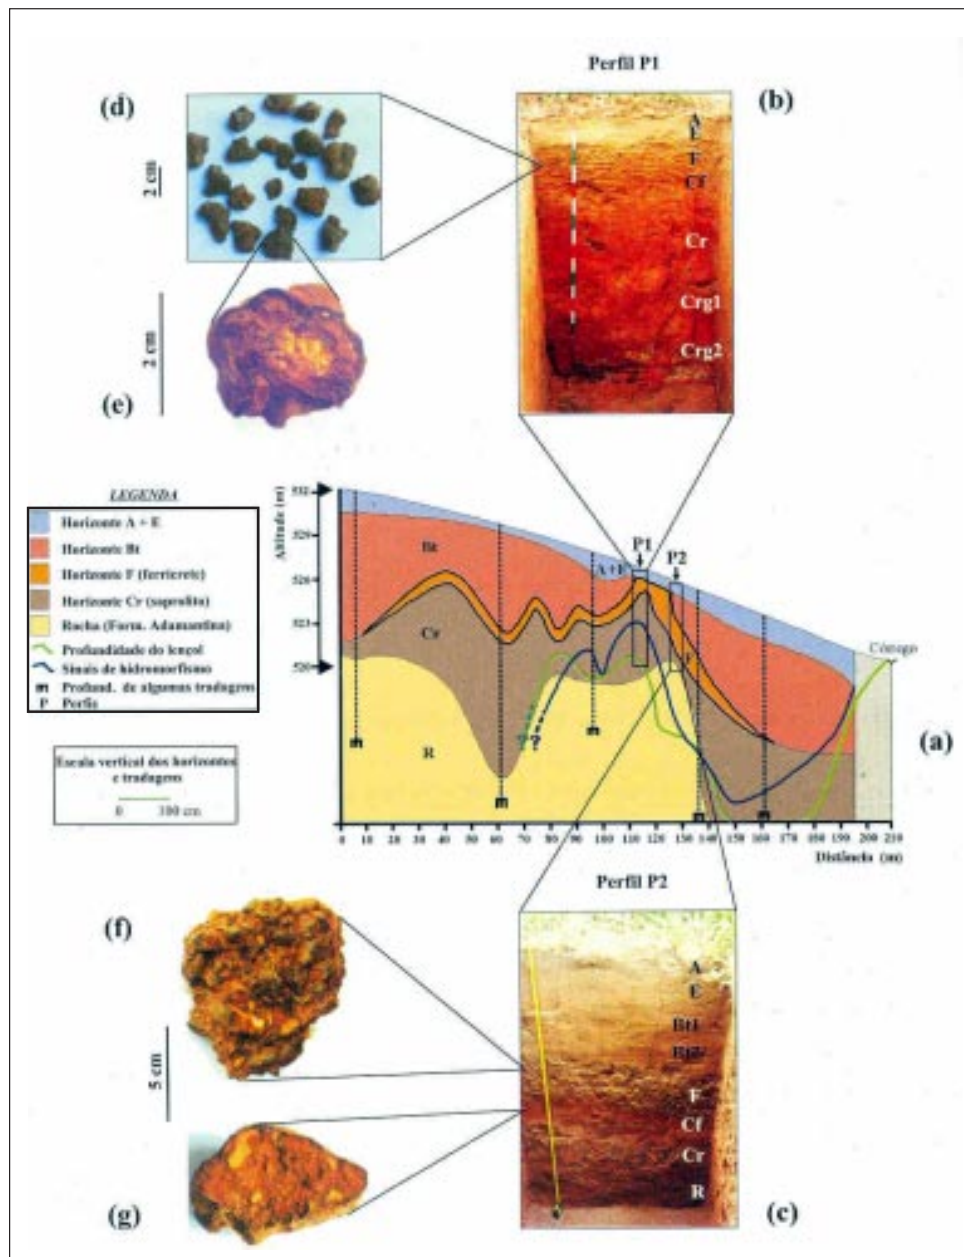 Perfil P1
(d)
(b)
2 cm
A
E
F
Cf
Cr
Crg1
Crg2
2 cm
(e)
LEGENDA
Horizonte A + E
Horizonte Bt
Horizonte F (ferricrete)
Horizonte Cr (saprolito)
Rocha (Form. Adamantina)
Profundidade do lençol
Sinais de hidromorfismo
m Profund. de algumas tradagens
P Perfis
Escala vertical dos horizontes
e tradagens
0 300 cm
Altitude (m)
532
529
526
523
520
Bt
A+E
P1
P2
Cr
F
R
Córrego
(a)
m
m
m
m
m
0 10 20 30 40 50 60 70 80 90 100 110 120 130 140 150 160 170 180 190 200 210
Distância (m)
Perfil P2
(f)
5 cm
A
E
Bt1
Bt2
F
Cf
Cr
R
(g)
(c)